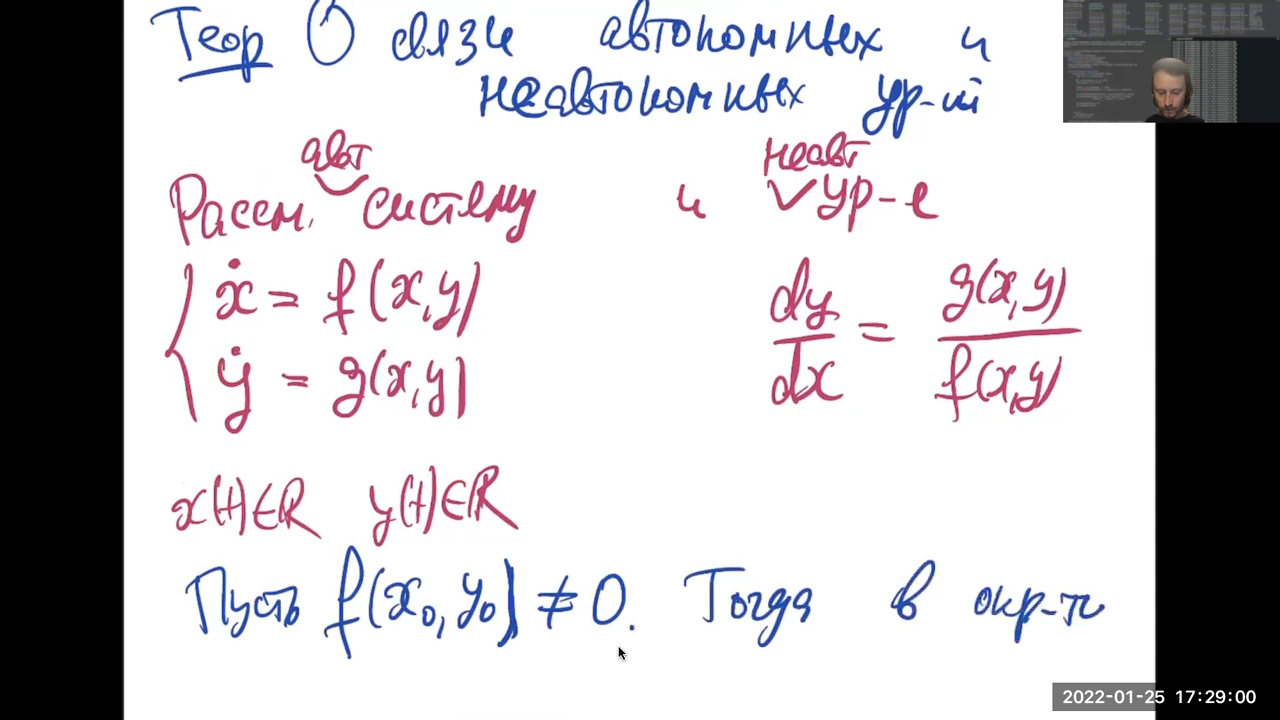 Теор О связи автономных и
неавтономных ур-й
авт
неавт
Рассм. систему и ур-е
ẋ = f(x,y)
ẏ = g(x,y)
dy/dx = g(x,y)/f(x,y)
x(t)∈ℝ y(t)∈ℝ
Пусть f(x₀,y₀) ≠ 0. Тогда в окр-ти
2022-01-25 17:29:00